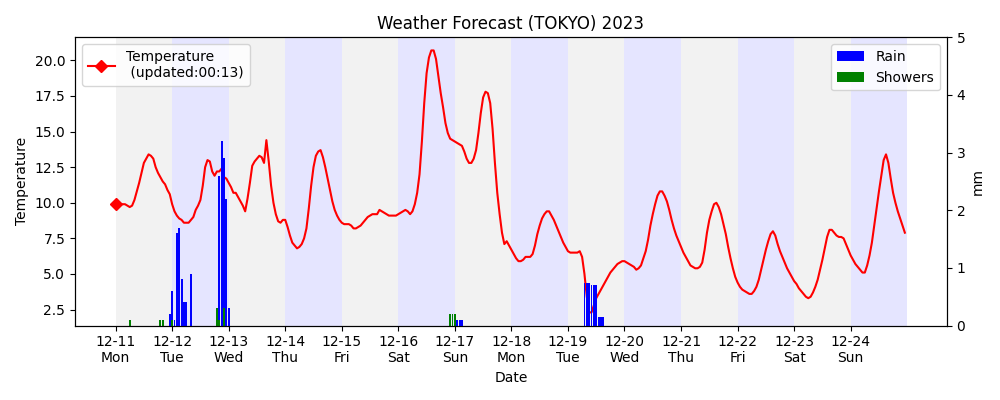 Weather Forecast (TOKYO) 2023
Temperature
(updated:00:13)
Rain
Showers
20.0
17.5
15.0
12.5
10.0
7.5
5.0
2.5
Temperature
5
4
3
2
1
0
mm
12-11 12-12 12-13 12-14 12-15 12-16 12-17 12-18 12-19 12-20 12-21 12-22 12-23 12-24
Mon Tue Wed Thu Fri Sat Sun Mon Tue Wed Thu Fri Sat Sun
Date